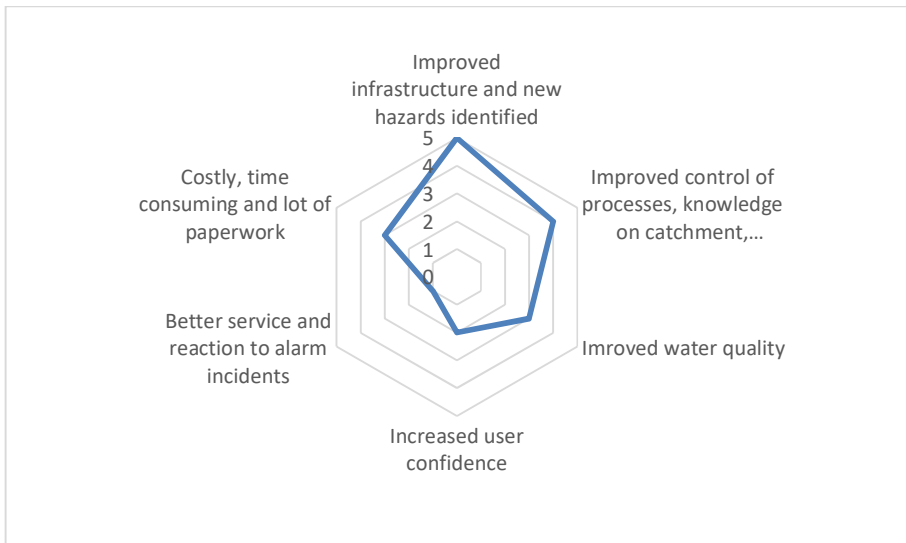 Improved
infrastructure and new
hazards identified
5
4
3
2
1
0
Improved control of
processes, knowledge
on catchment,...
Imroved water quality
Increased user
confidence
Better service and
reaction to alarm
incidents
Costly, time
consuming and lot of
paperwork